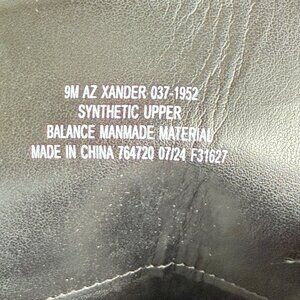 9M AZ XANDER 037-1952
SYNTHETIC UPPER
BALANCE MANMADE MATERIAL
MADE IN CHINA 764720 07/24 F31627